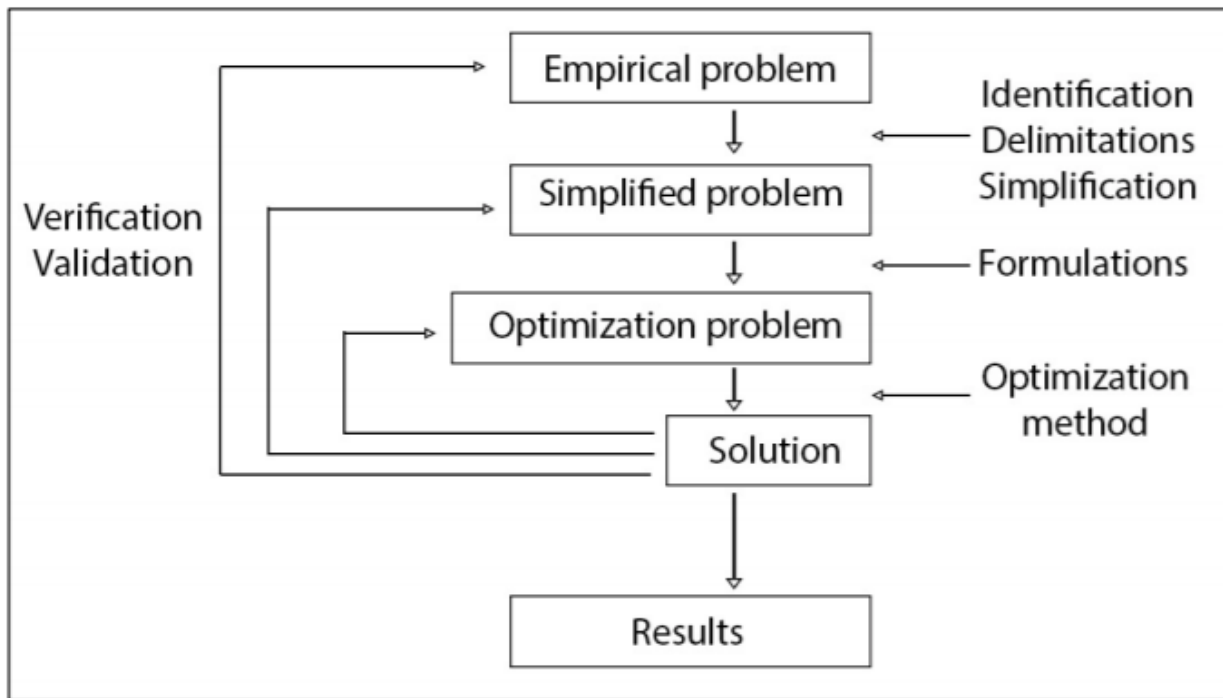 Empirical problem
Identification
Delimitations
Simplification
Simplified problem
Verification
Validation
Formulations
Optimization problem
Optimization
method
Solution
Results